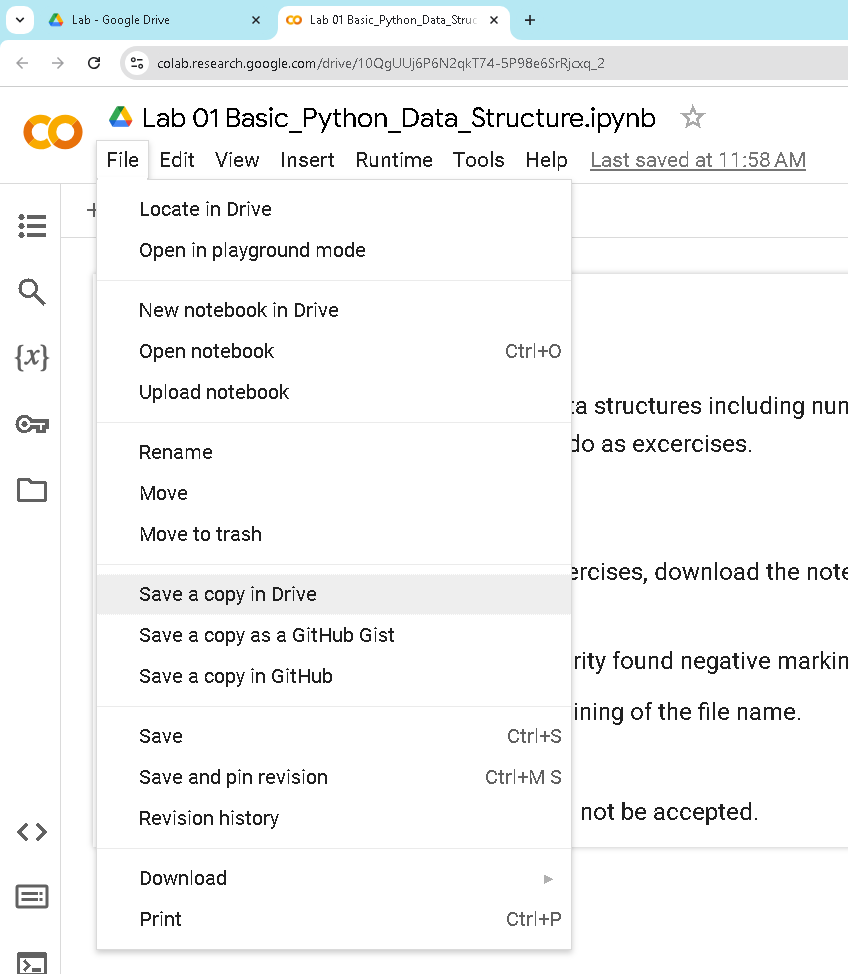 Lab - Google Drive
Lab 01 Basic_Python_Data_Struc
colab.research.google.com/drive/10QgUUj6P6N2qkT74-5P98e6SrRjcxq_2
Lab 01 Basic_Python_Data_Structure.ipynb
File Edit View Insert Runtime Tools Help Last saved at 11:58 AM
Locate in Drive
Open in playground mode
New notebook in Drive
Open notebook Ctrl+O
Upload notebook
ta structures including nun
do as excercises.
Rename
Move
Move to trash
ercises, download the note
Save a copy in Drive
Save a copy as a GitHub Gist
Save a copy in GitHub
rity found negative markin
ining of the file name.
Save Ctrl+S
Save and pin revision Ctrl+M S
Revision history
not be accepted.
Download
Print Ctrl+P
{x}